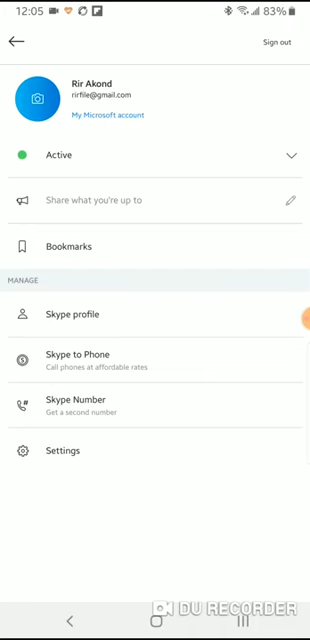 12:05
83%
Sign out
Rir Akond
rirfile@gmail.com
My Microsoft account
Active
Share what you're up to
Bookmarks
MANAGE
Skype profile
Skype to Phone
Call phones at affordable rates
Skype Number
Get a second number
Settings
DU RECORDER